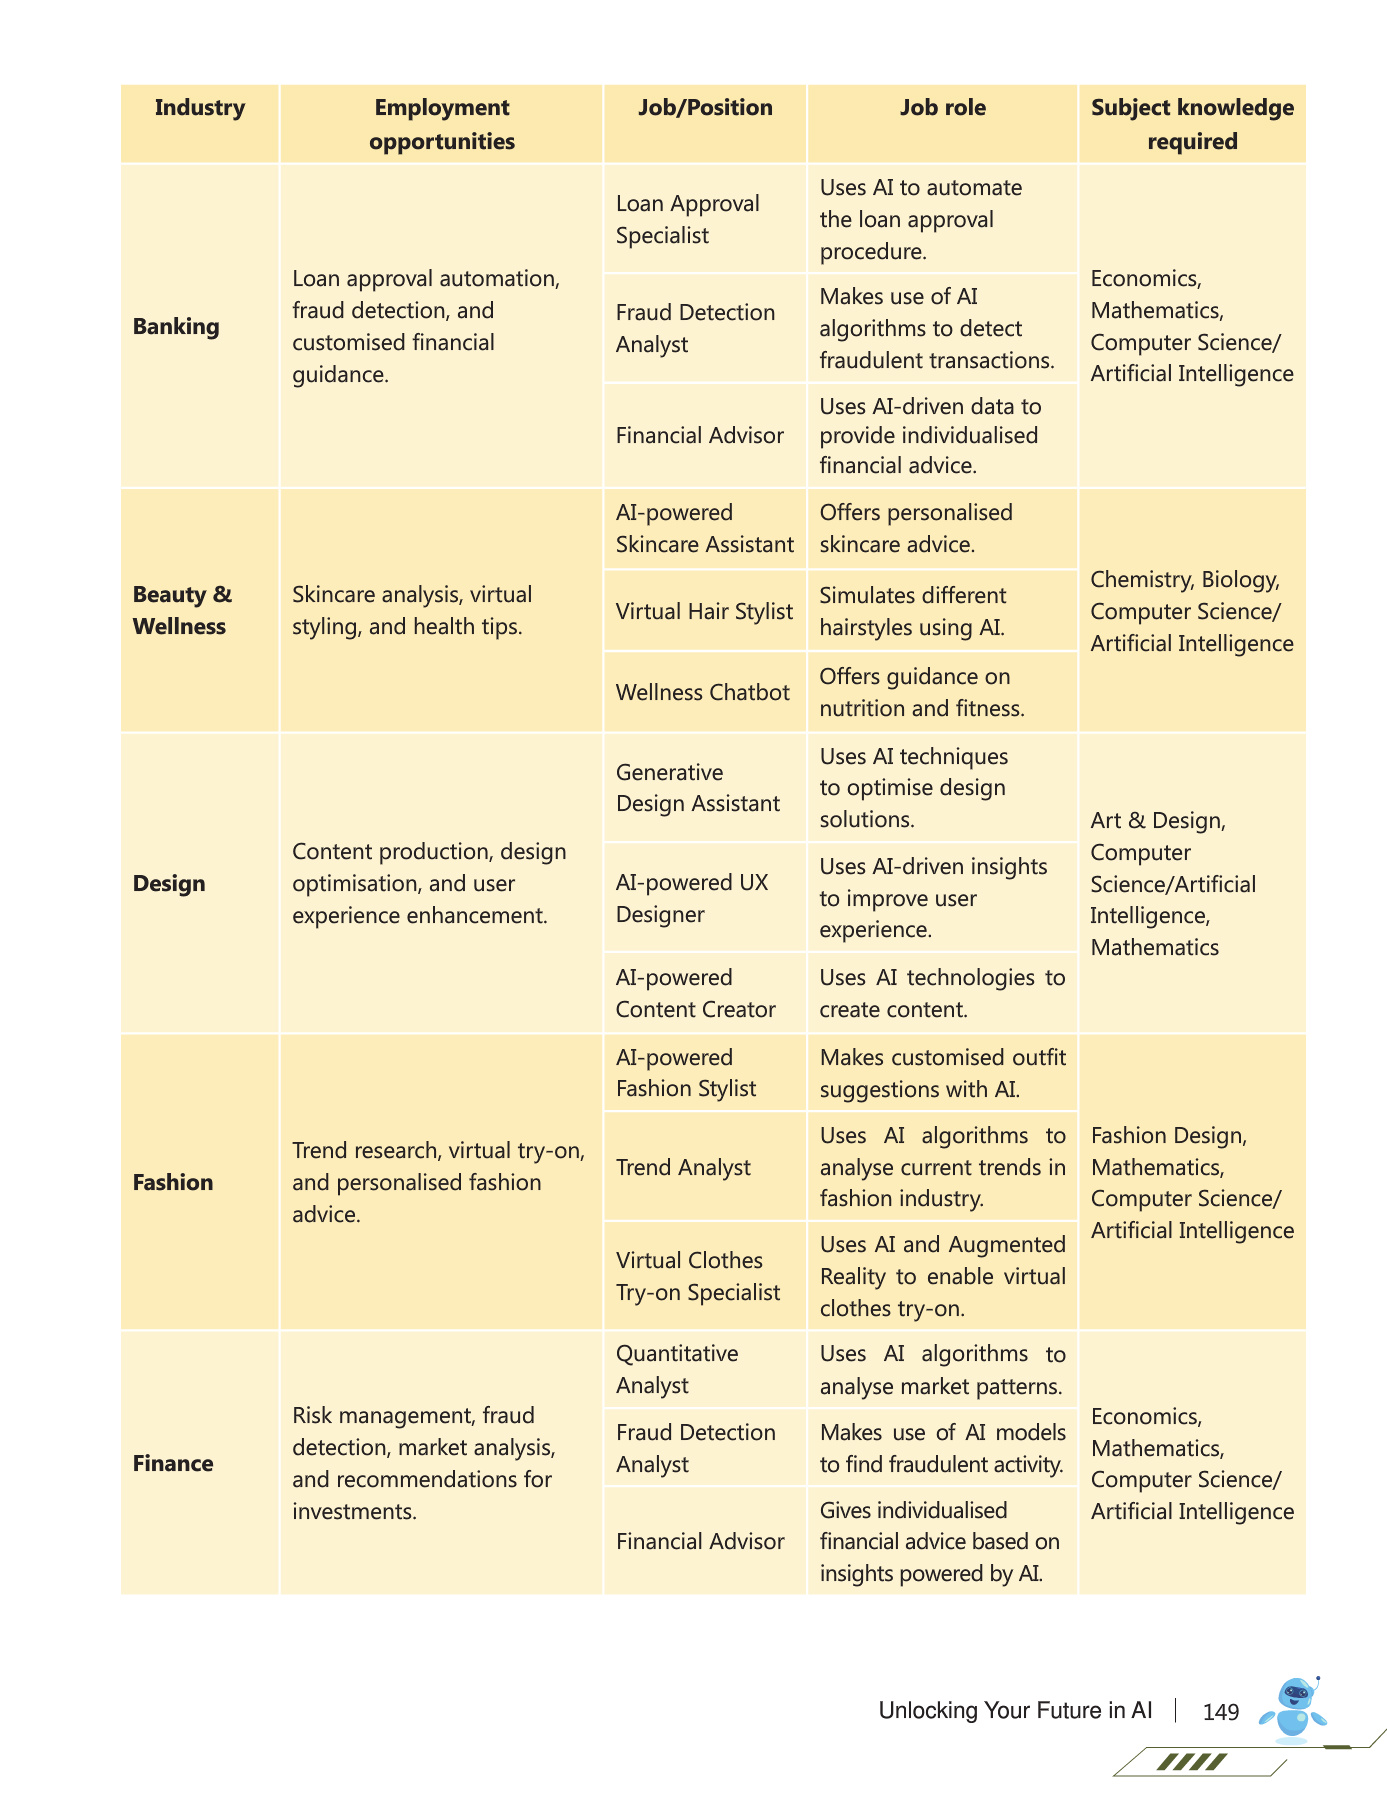 Industry
Employment
opportunities
Job/Position
Job role
Subject knowledge
required
Banking
Loan approval automation,
fraud detection, and
customised financial
guidance.
Loan Approval
Specialist
Uses AI to automate
the loan approval
procedure.
Fraud Detection
Analyst
Makes use of AI
algorithms to detect
fraudulent transactions.
Financial Advisor
Uses AI-driven data to
provide individualised
financial advice.
Economics,
Mathematics,
Computer Science/
Artificial Intelligence
Beauty &
Wellness
Skincare analysis, virtual
styling, and health tips.
AI-powered
Skincare Assistant
Offers personalised
skincare advice.
Virtual Hair Stylist
Simulates different
hairstyles using AI.
Wellness Chatbot
Offers guidance on
nutrition and fitness.
Chemistry, Biology,
Computer Science/
Artificial Intelligence
Design
Content production, design
optimisation, and user
experience enhancement.
Generative
Design Assistant
Uses AI techniques
to optimise design
solutions.
AI-powered UX
Designer
Uses AI-driven insights
to improve user
experience.
AI-powered
Content Creator
Uses AI technologies to
create content.
Art & Design,
Computer
Science/Artificial
Intelligence,
Mathematics
Fashion
Trend research, virtual try-on,
and personalised fashion
advice.
AI-powered
Fashion Stylist
Makes customised outfit
suggestions with AI.
Trend Analyst
Uses AI algorithms to
analyse current trends in
fashion industry.
Virtual Clothes
Try-on Specialist
Uses AI and Augmented
Reality to enable virtual
clothes try-on.
Fashion Design,
Mathematics,
Computer Science/
Artificial Intelligence
Finance
Risk management, fraud
detection, market analysis,
and recommendations for
investments.
Quantitative
Analyst
Uses AI algorithms to
analyse market patterns.
Fraud Detection
Analyst
Makes use of AI models
to find fraudulent activity.
Financial Advisor
Gives individualised
financial advice based on
insights powered by AI.
Economics,
Mathematics,
Computer Science/
Artificial Intelligence
Unlocking Your Future in AI
149